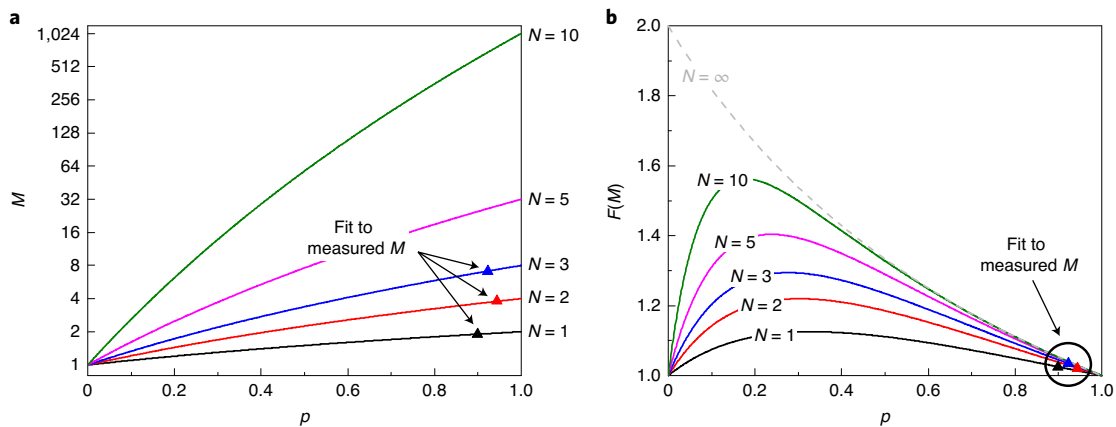 a
1,024
512
256
128
64
32
16
8
4
2
1
M
0
0.2
0.4
0.6
0.8
1.0
p
N = 10
N = 5
N = 3
N = 2
N = 1
Fit to
measured M
b
2.0
1.8
1.6
1.4
1.2
1.0
F(M)
0
0.2
0.4
0.6
0.8
1.0
p
N = ∞
N = 10
N = 5
N = 3
N = 2
N = 1
Fit to
measured M